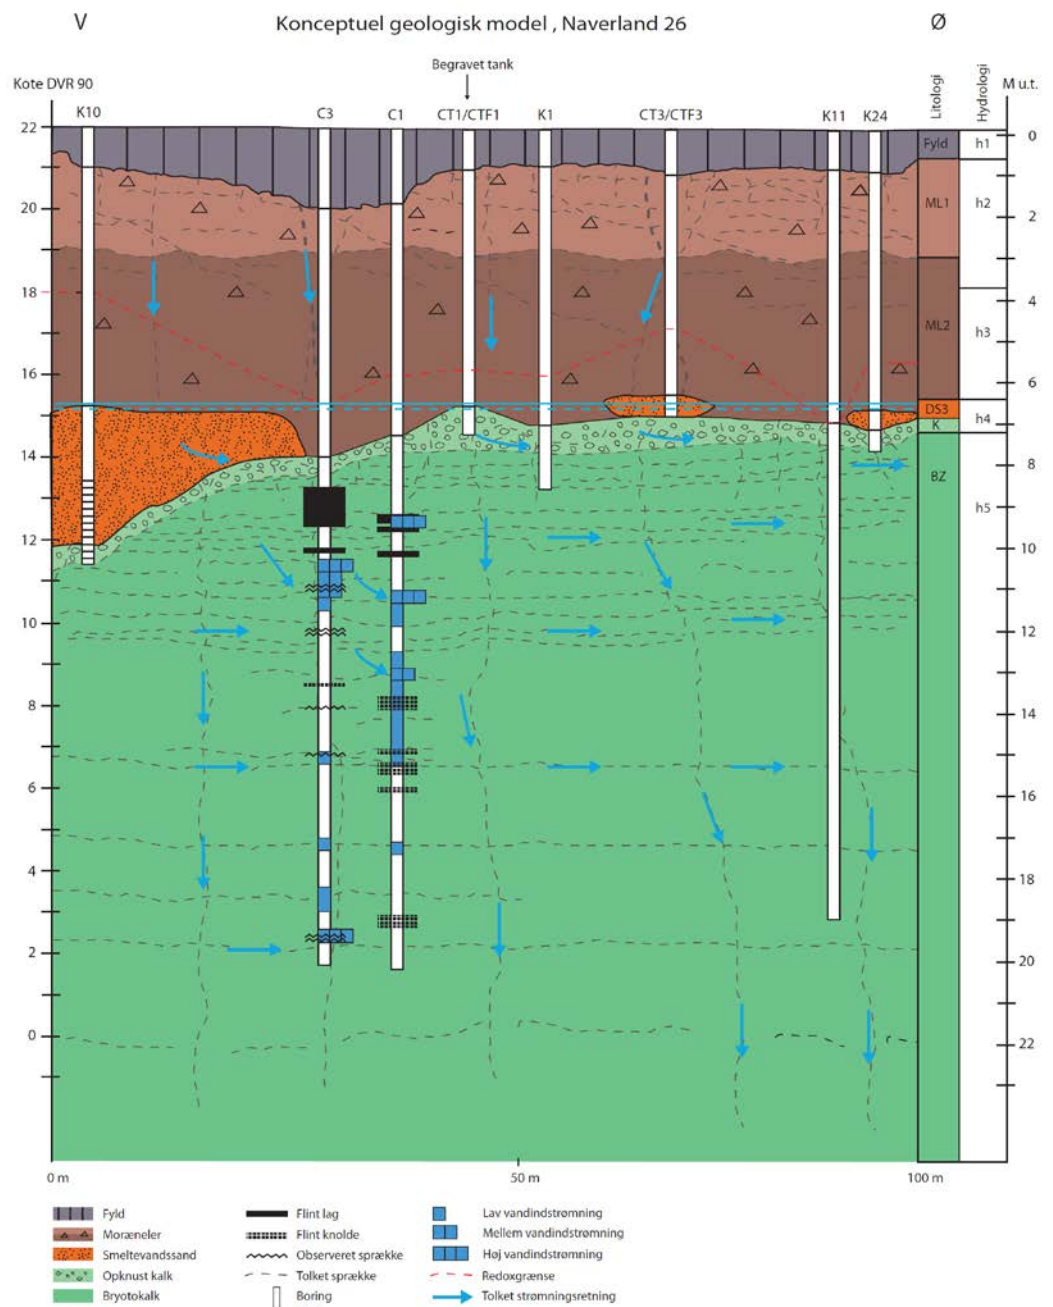 V
Konceptuel geologisk model , Naverland 26
Ø
Begravet tank
Kote DVR 90
Litologi
Hydrologi
M u.t.
K10
C3
C1
CT1/CTF1
K1
CT3/CTF3
K11
K24
22
20
18
16
14
12
10
8
6
4
2
0
Fyld
ML1
ML2
DS3
K
BZ
h1
h2
h3
h4
h5
0
2
4
6
8
10
12
14
16
18
20
22
0 m
50 m
100 m
Fyld
Moræneler
Smeltevandssand
Opknust kalk
Bryotokalk
Flint lag
Flint knolde
Observeret sprække
Tolket sprække
Boring
Lav vandindstrømning
Mellem vandindstrømning
Høj vandindstrømning
Redoxgrænse
Tolket strømningsretning